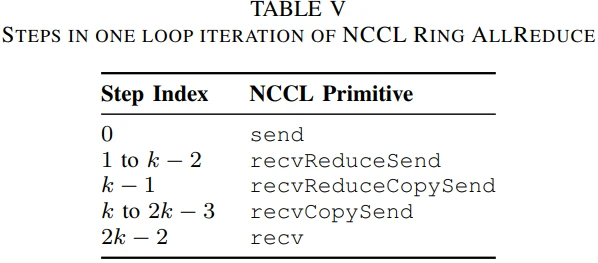 TABLE V
STEPS IN ONE LOOP ITERATION OF NCCL RING ALLREDUCE
Step Index NCCL Primitive
0 send
1 to k − 2 recvReduceSend
k − 1 recvReduceCopySend
k to 2k − 3 recvCopySend
2k − 2 recv